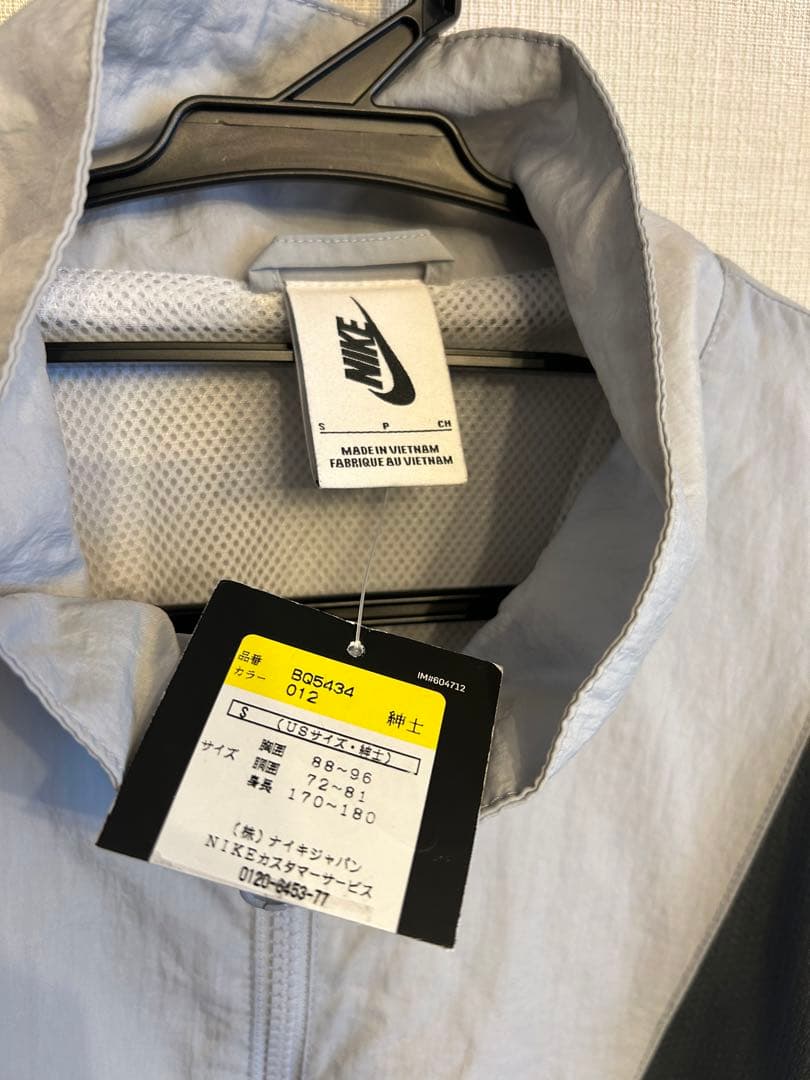 NIKE
S P CH
MADE IN VIETNAM
FABRIQUE AU VIETNAM
IM#604712
品番 BQ5434
カラー 012
紳士
S (USサイズ・紳士)
サイズ 胸囲 88~96
胴囲 72~81
身長 170~180
(株)ナイキジャパン
NIKEカスタマーサービス
0120-6453-77